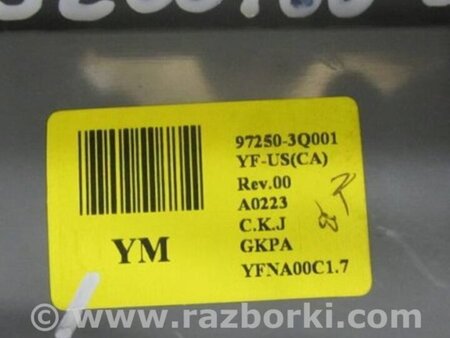 97250-3Q001
YF-US(CA)
Rev.00
A0223
C.K.J
GKPA
YFNA00C1.7
YM
© www.razborki.com